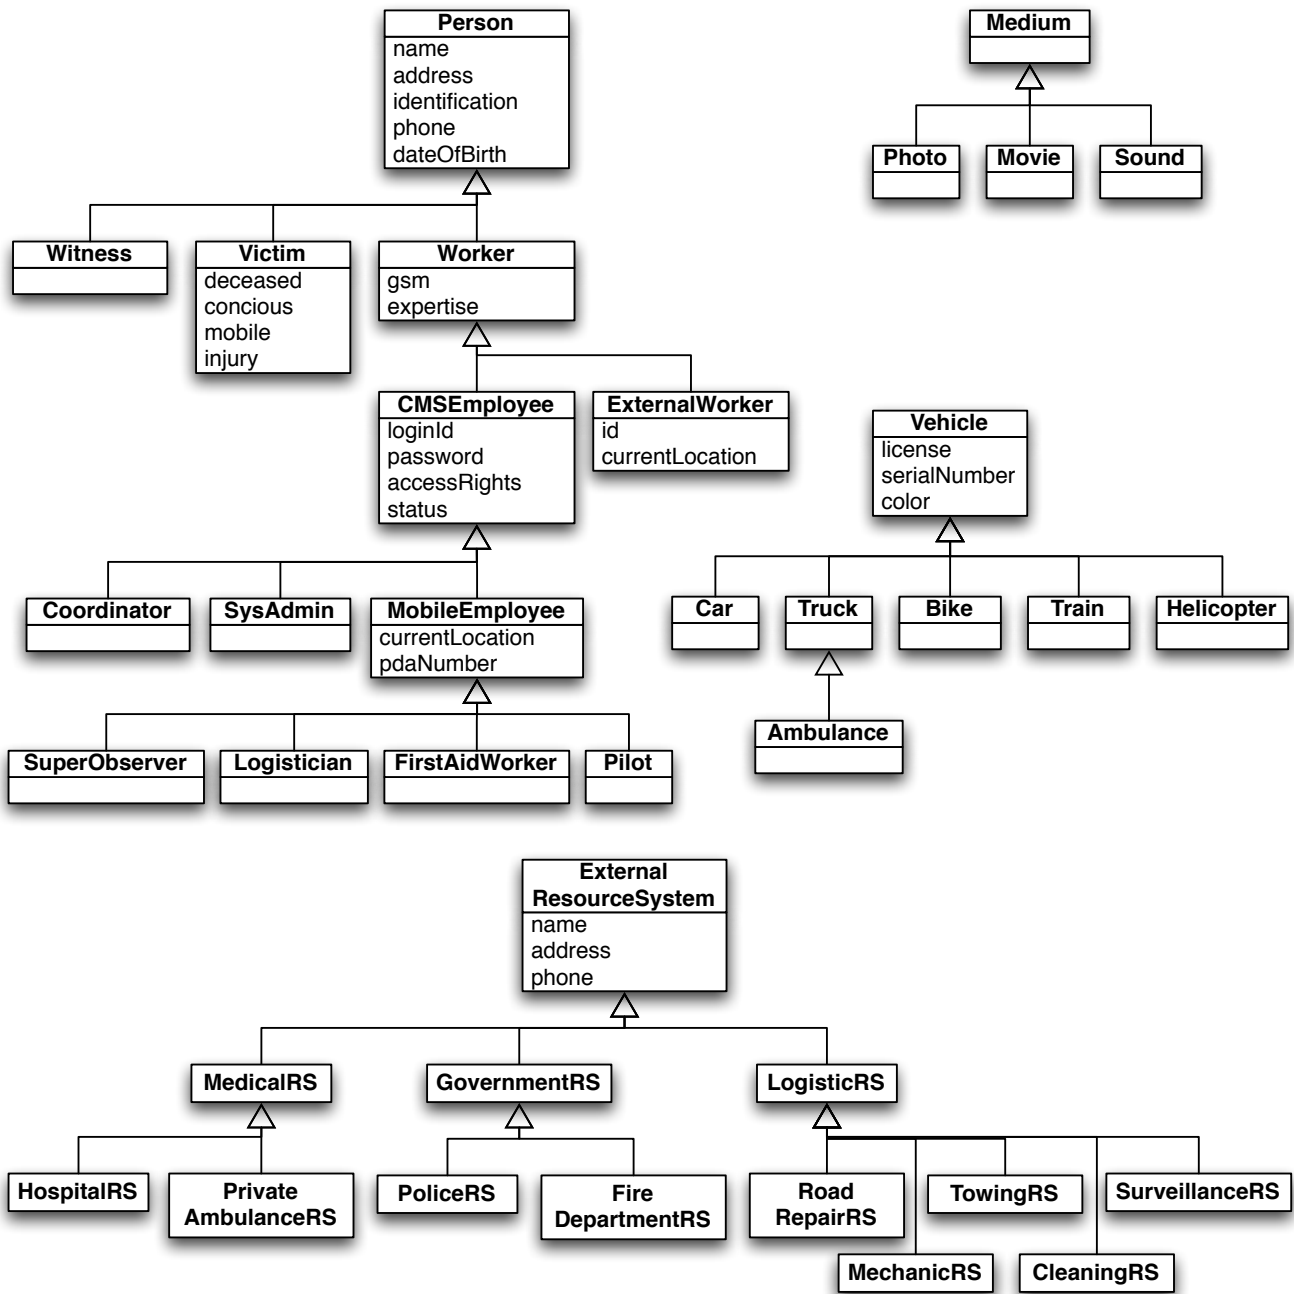 Person
name
address
identification
phone
dateOfBirth
Medium
Photo
Movie
Sound
Witness
Victim
deceased
concious
mobile
injury
Worker
gsm
expertise
CMSEmployee
loginId
password
accessRights
status
ExternalWorker
id
currentLocation
Vehicle
license
serialNumber
color
Coordinator
SysAdmin
MobileEmployee
currentLocation
pdaNumber
Car
Truck
Bike
Train
Helicopter
Ambulance
SuperObserver
Logistician
FirstAidWorker
Pilot
External
ResourceSystem
name
address
phone
MedicalRS
GovernmentRS
LogisticRS
HospitalRS
Private
AmbulanceRS
PoliceRS
Fire
DepartmentRS
Road
RepairRS
TowingRS
SurveillanceRS
MechanicRS
CleaningRS